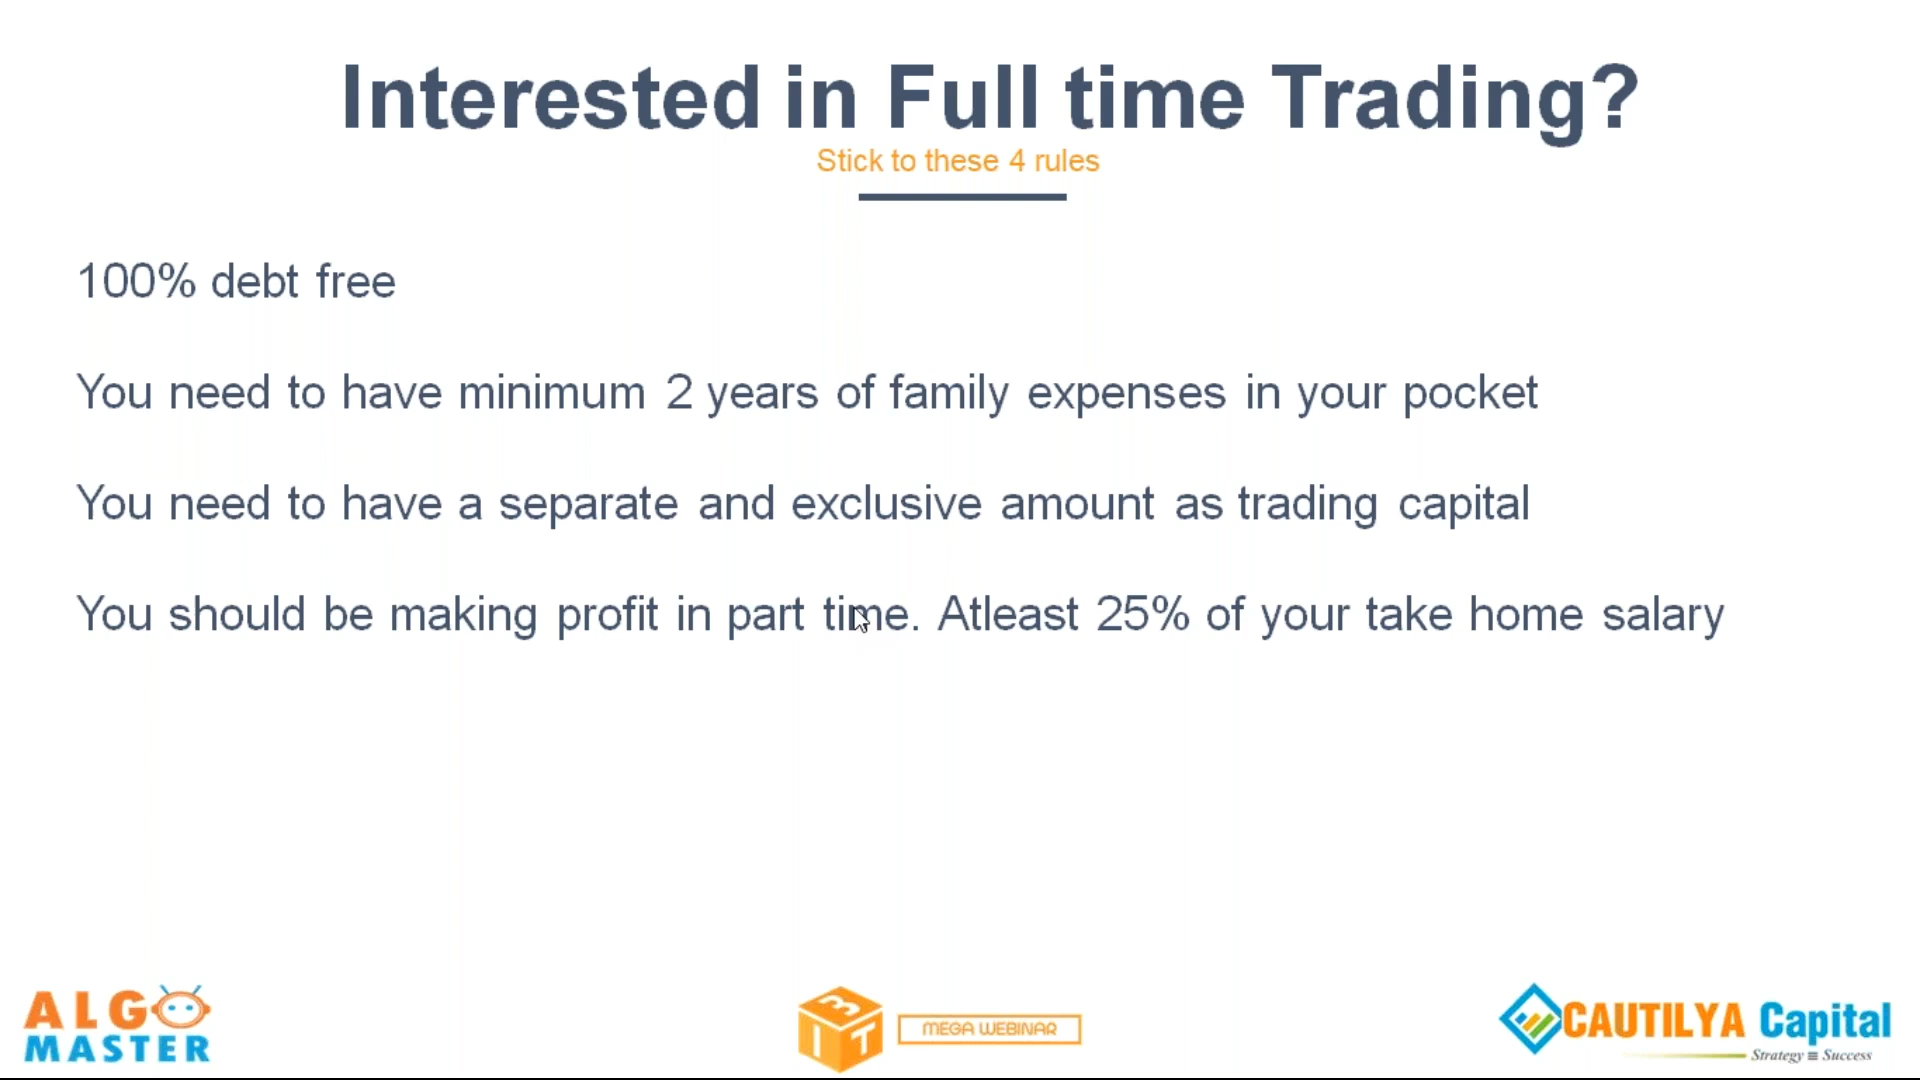 Interested in Full time Trading?
Stick to these 4 rules
100% debt free
You need to have minimum 2 years of family expenses in your pocket
You need to have a separate and exclusive amount as trading capital
You should be making profit in part time. Atleast 25% of your take home salary
ALGO
MASTER
3
I T
MEGA WEBINAR
CAUTILYA Capital
Strategy ≡ Success